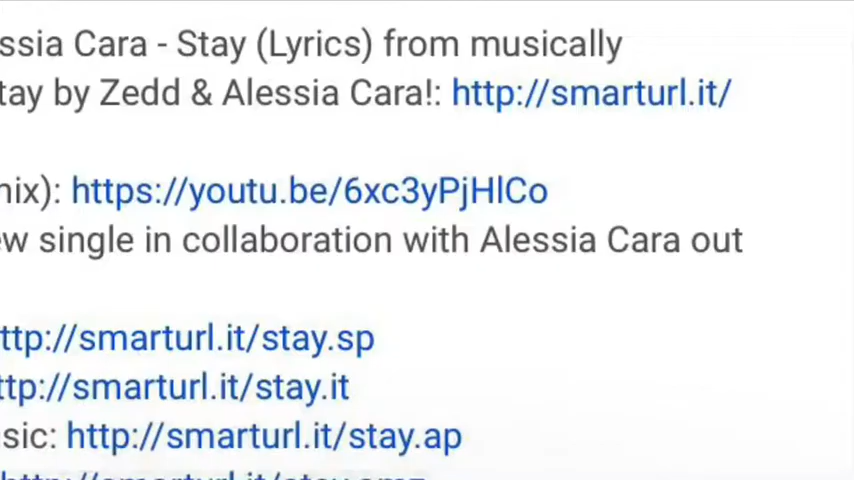 ssia Cara - Stay (Lyrics) from musically
tay by Zedd & Alessia Cara!: http://smarturl.it/
nix): https://youtu.be/6xc3yPjHlCo
ew single in collaboration with Alessia Cara out
ttp://smarturl.it/stay.sp
ttp://smarturl.it/stay.it
sic: http://smarturl.it/stay.ap